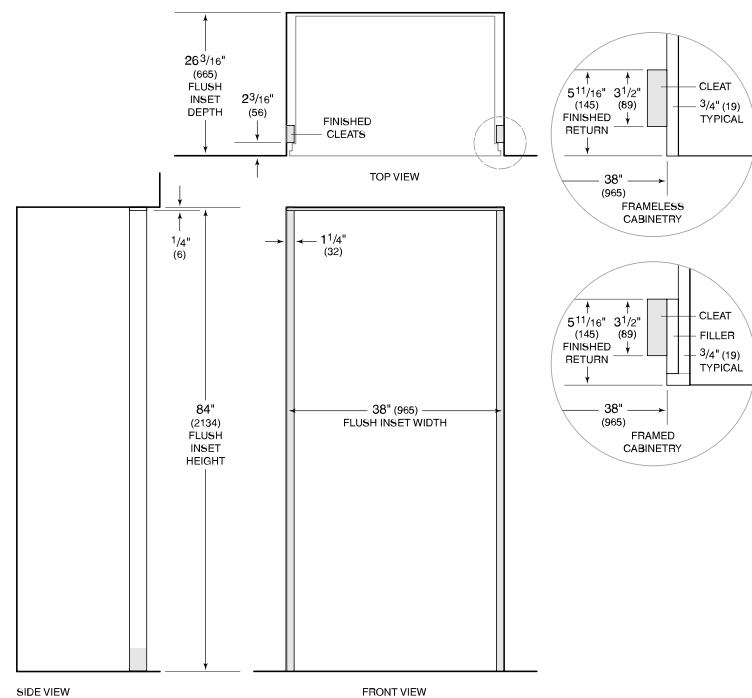 26 3/16"
(665)
FLUSH
INSET
DEPTH
2 3/16"
(56)
FINISHED
CLEATS
TOP VIEW
5 11/16"
(145)
FINISHED
RETURN
3 1/2"
(89)
CLEAT
3/4" (19)
TYPICAL
38"
(965)
FRAMELESS
CABINETRY
1/4"
(6)
1 1/4"
(32)
5 11/16"
(145)
FINISHED
RETURN
3 1/2"
(89)
CLEAT
FILLER
3/4" (19)
TYPICAL
38"
(965)
FRAMED
CABINETRY
84"
(2134)
FLUSH
INSET
HEIGHT
38" (965)
FLUSH INSET WIDTH
SIDE VIEW
FRONT VIEW